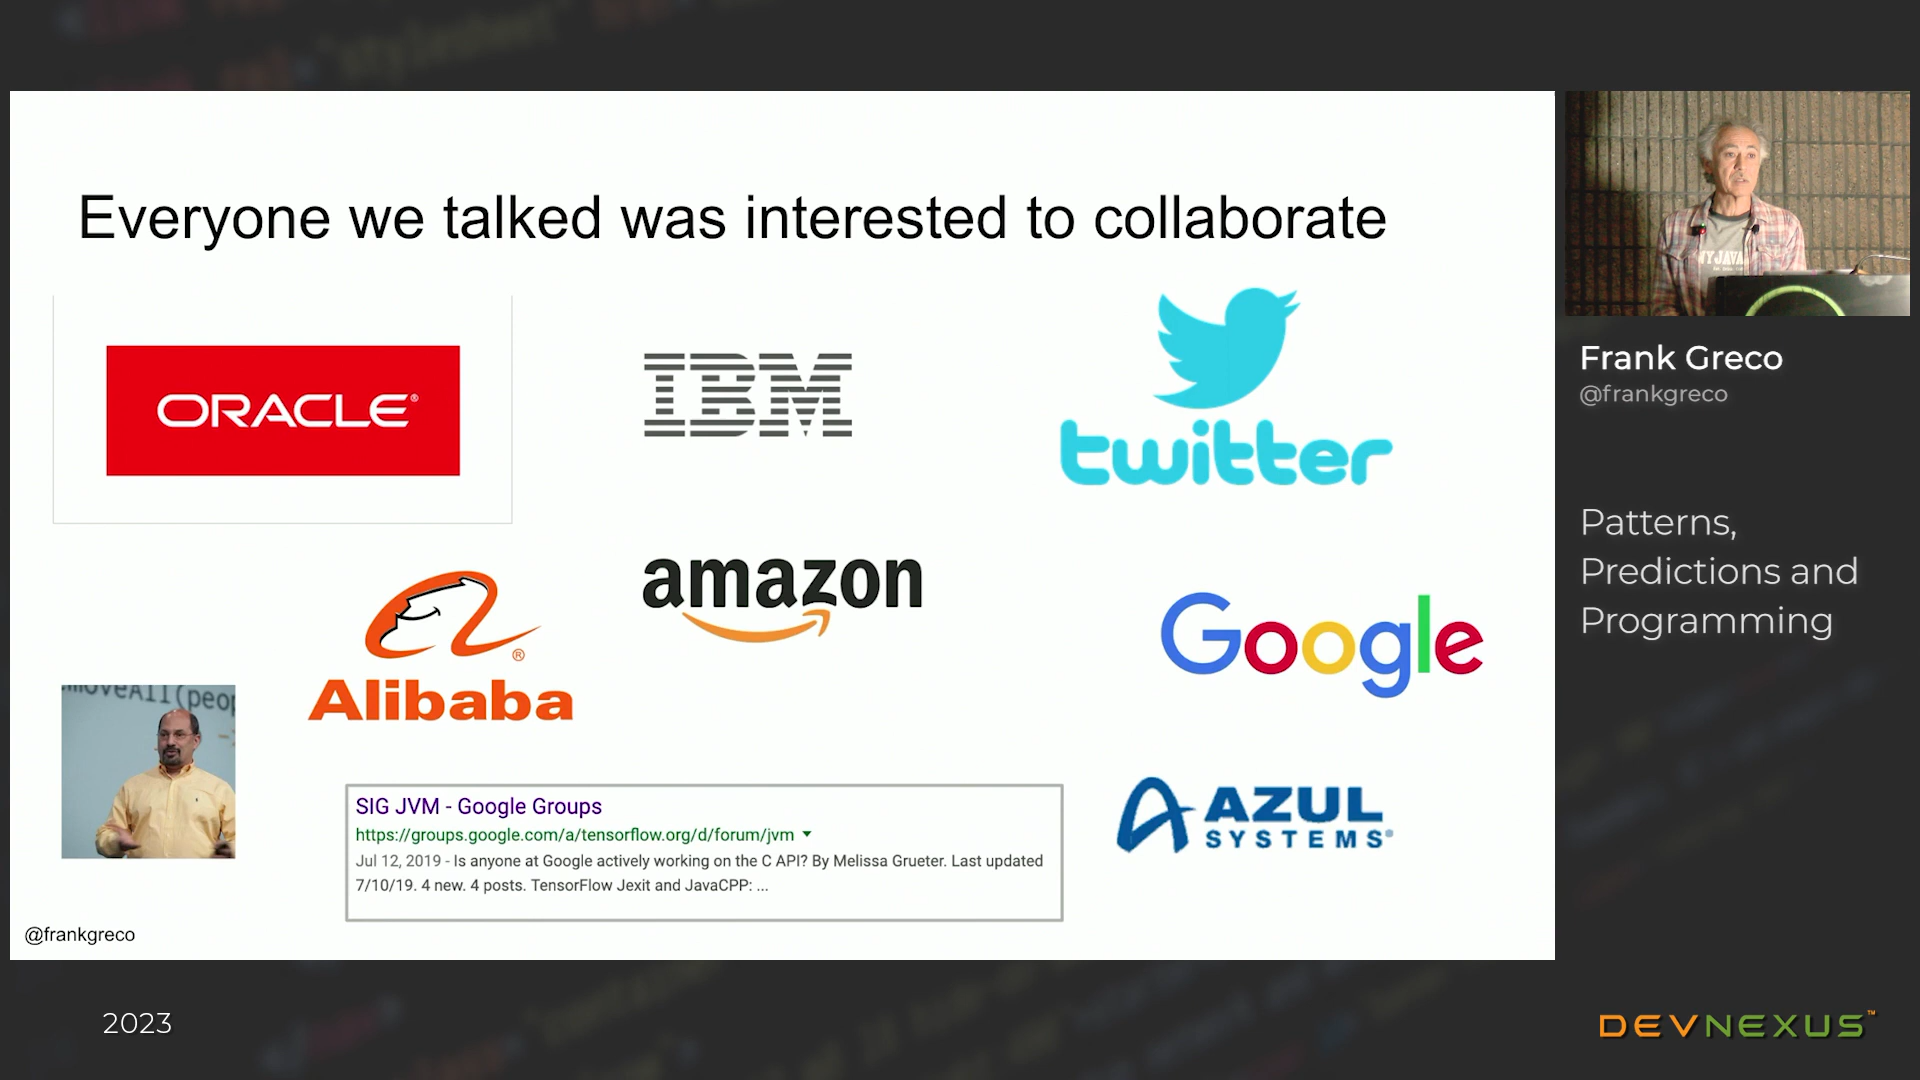 Everyone we talked was interested to collaborate
ORACLE®
IBM
twitter
Alibaba®
amazon
Google
AZUL
SYSTEMS®
SIG JVM - Google Groups
https://groups.google.com/a/tensorflow.org/d/forum/jvm
Jul 12, 2019 - Is anyone at Google actively working on the C API? By Melissa Grueter. Last updated
7/10/19. 4 new. 4 posts. TensorFlow Jexit and JavaCPP: ...
@frankgreco
Frank Greco
@frankgreco
Patterns,
Predictions and
Programming
2023
DEVNEXUS™